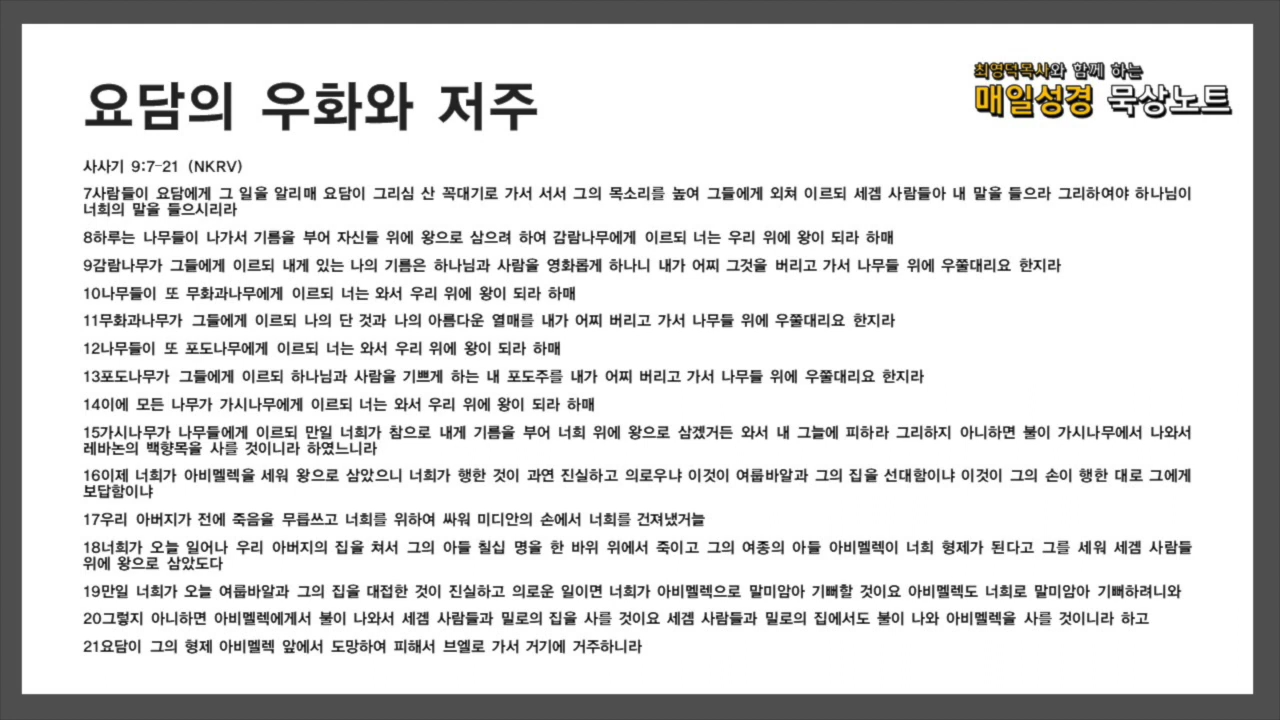 최영덕목사와 함께 하는
매일성경 묵상노트
요담의 우화와 저주
사사기 9:7-21 (NKRV)
7사람들이 요담에게 그 일을 알리매 요담이 그리심 산 꼭대기로 가서 서서 그의 목소리를 높여 그들에게 외쳐 이르되 세겜 사람들아 내 말을 들으라 그리하여야 하나님이
너희의 말을 들으시리라
8하루는 나무들이 나가서 기름을 부어 자신들 위에 왕으로 삼으려 하여 감람나무에게 이르되 너는 우리 위에 왕이 되라 하매
9감람나무가 그들에게 이르되 내게 있는 나의 기름은 하나님과 사람을 영화롭게 하나니 내가 어찌 그것을 버리고 가서 나무들 위에 우쭐대리요 한지라
10나무들이 또 무화과나무에게 이르되 너는 와서 우리 위에 왕이 되라 하매
11무화과나무가 그들에게 이르되 나의 단 것과 나의 아름다운 열매를 내가 어찌 버리고 가서 나무들 위에 우쭐대리요 한지라
12나무들이 또 포도나무에게 이르되 너는 와서 우리 위에 왕이 되라 하매
13포도나무가 그들에게 이르되 하나님과 사람을 기쁘게 하는 내 포도주를 내가 어찌 버리고 가서 나무들 위에 우쭐대리요 한지라
14이에 모든 나무가 가시나무에게 이르되 너는 와서 우리 위에 왕이 되라 하매
15가시나무가 나무들에게 이르되 만일 너희가 참으로 내게 기름을 부어 너희 위에 왕으로 삼겠거든 와서 내 그늘에 피하라 그리하지 아니하면 불이 가시나무에서 나와서
레바논의 백향목을 사를 것이니라 하였느니라
16이제 너희가 아비멜렉을 세워 왕으로 삼았으니 너희가 행한 것이 과연 진실하고 의로우냐 이것이 여룹바알과 그의 집을 선대함이냐 이것이 그의 손이 행한 대로 그에게
보답함이냐
17우리 아버지가 전에 죽음을 무릅쓰고 너희를 위하여 싸워 미디안의 손에서 너희를 건져냈거늘
18너희가 오늘 일어나 우리 아버지의 집을 쳐서 그의 아들 칠십 명을 한 바위 위에서 죽이고 그의 여종의 아들 아비멜렉이 너희 형제가 된다고 그를 세워 세겜 사람들
위에 왕으로 삼았도다
19만일 너희가 오늘 여룹바알과 그의 집을 대접한 것이 진실하고 의로운 일이면 너희가 아비멜렉으로 말미암아 기뻐할 것이요 아비멜렉도 너희로 말미암아 기뻐하려니와
20그렇지 아니하면 아비멜렉에게서 불이 나와서 세겜 사람들과 밀로의 집을 사를 것이요 세겜 사람들과 밀로의 집에서도 불이 나와 아비멜렉을 사를 것이니라 하고
21요담이 그의 형제 아비멜렉 앞에서 도망하여 피해서 브엘로 가서 거기에 거주하니라